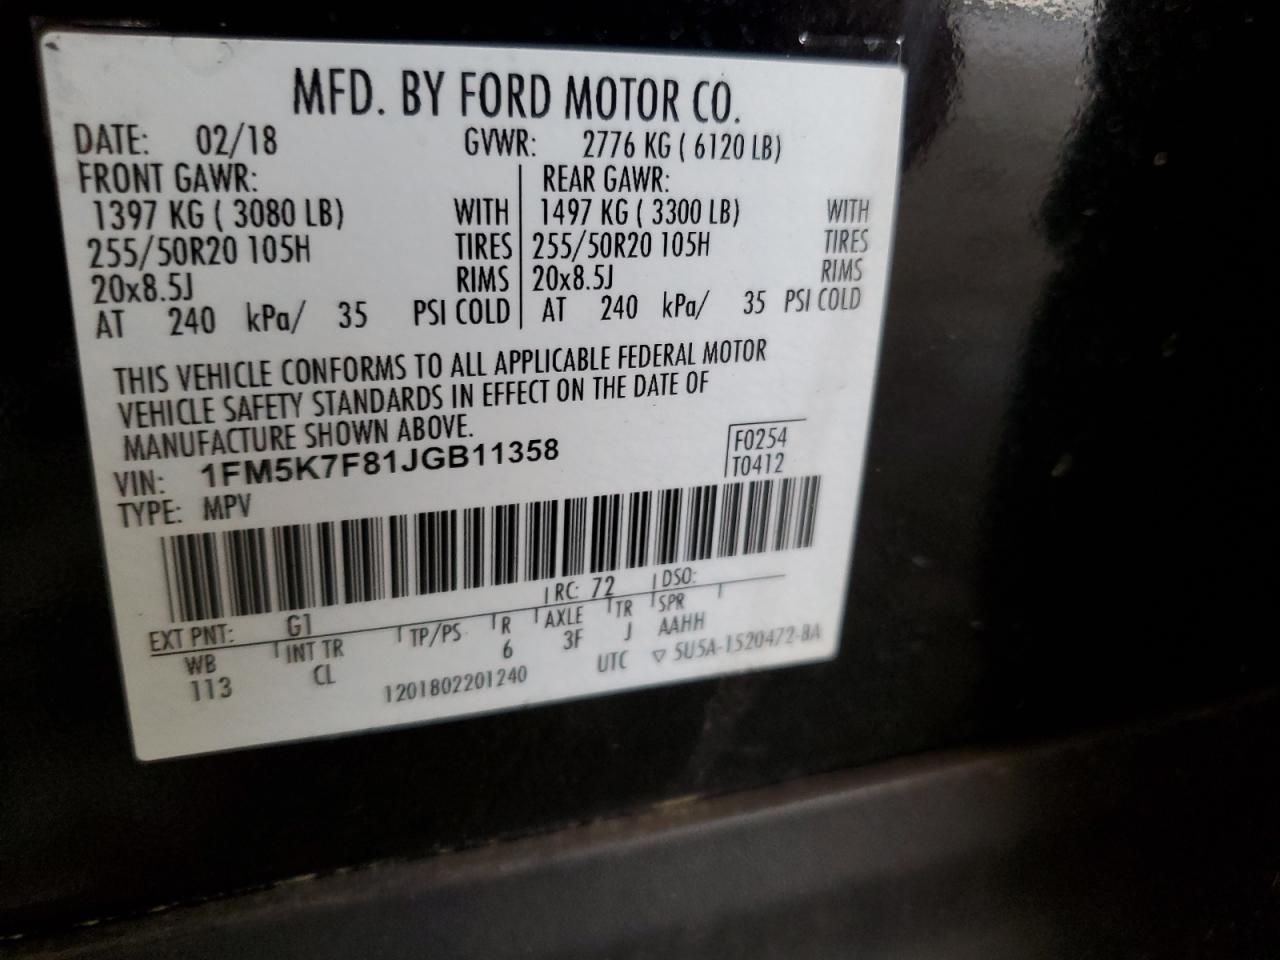 MFD. BY FORD MOTOR CO.
DATE: 02/18 GVWR: 2776 KG ( 6120 LB)
FRONT GAWR: REAR GAWR:
1397 KG ( 3080 LB) WITH 1497 KG ( 3300 LB) WITH
255/50R20 105H TIRES 255/50R20 105H TIRES
20x8.5J RIMS 20x8.5J RIMS
AT 240 kPa/ 35 PSI COLD AT 240 kPa/ 35 PSI COLD
THIS VEHICLE CONFORMS TO ALL APPLICABLE FEDERAL MOTOR
VEHICLE SAFETY STANDARDS IN EFFECT ON THE DATE OF
MANUFACTURE SHOWN ABOVE.
VIN: 1FM5K7F81JGB11358 F0254
TYPE: MPV T0412
EXT PNT: G1 RC: 72 DSO:
WB INT TR TP/PS R AXLE TR SPR
113 CL 6 3F J AAHH
1201802201240 UTC ▽ 5U5A-1520472-BA